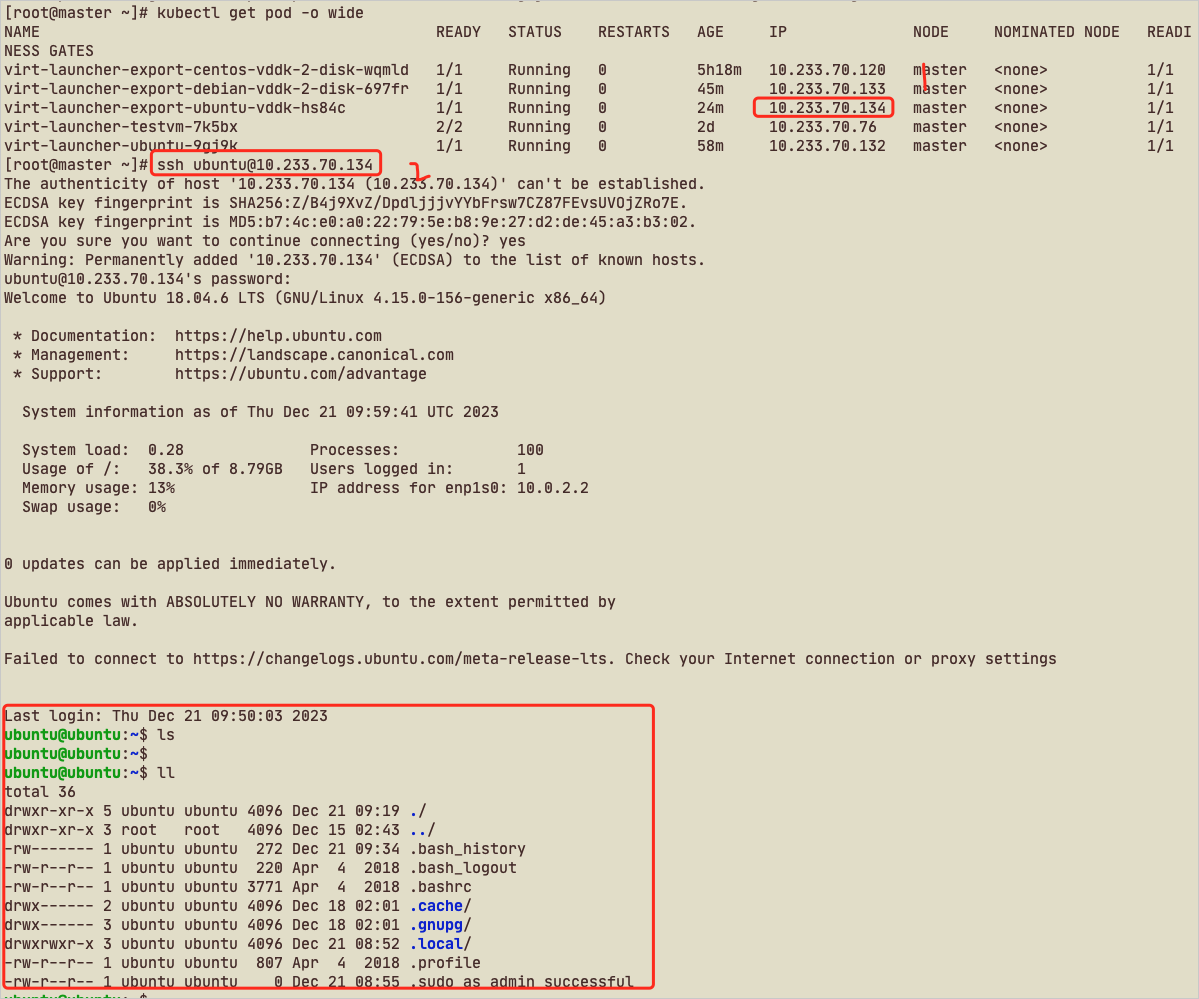 [root@master ~]# kubectl get pod -o wide
NAME                                            READY   STATUS    RESTARTS   AGE     IP              NODE     NOMINATED NODE   READI
NESS GATES
virt-launcher-export-centos-vddk-2-disk-wqmld   1/1     Running   0          5h18m   10.233.70.120   master   <none>           1/1
virt-launcher-export-debian-vddk-2-disk-697fr   1/1     Running   0          45m     10.233.70.133   master   <none>           1/1
virt-launcher-export-ubuntu-vddk-hs84c          1/1     Running   0          24m     10.233.70.134   master   <none>           1/1
virt-launcher-testvm-7k5bx                      2/2     Running   0          2d      10.233.70.76    master   <none>           1/1
virt-launcher-ubuntu-9gj9k                      1/1     Running   0          58m     10.233.70.132   master   <none>           1/1
[root@master ~]# ssh ubuntu@10.233.70.134
The authenticity of host '10.233.70.134 (10.233.70.134)' can't be established.
ECDSA key fingerprint is SHA256:Z/B4j9XvZ/DpdljjjvYYbFrsw7CZ87FEvsUVOjZRo7E.
ECDSA key fingerprint is MD5:b7:4c:e0:a0:22:79:5e:b8:9e:27:d2:de:45:a3:b3:02.
Are you sure you want to continue connecting (yes/no)? yes
Warning: Permanently added '10.233.70.134' (ECDSA) to the list of known hosts.
ubuntu@10.233.70.134's password:
Welcome to Ubuntu 18.04.6 LTS (GNU/Linux 4.15.0-156-generic x86_64)
 * Documentation:  https://help.ubuntu.com
 * Management:     https://landscape.canonical.com
 * Support:        https://ubuntu.com/advantage
  System information as of Thu Dec 21 09:59:41 UTC 2023
  System load:  0.28              Processes:             100
  Usage of /:   38.3% of 8.79GB   Users logged in:       1
  Memory usage: 13%               IP address for enp1s0: 10.0.2.2
  Swap usage:   0%
0 updates can be applied immediately.
Ubuntu comes with ABSOLUTELY NO WARRANTY, to the extent permitted by
applicable law.
Failed to connect to https://changelogs.ubuntu.com/meta-release-lts. Check your Internet connection or proxy settings
Last login: Thu Dec 21 09:50:03 2023
ubuntu@ubuntu:~$ ls
ubuntu@ubuntu:~$
ubuntu@ubuntu:~$ ll
total 36
drwxr-xr-x 5 ubuntu ubuntu 4096 Dec 21 09:19 ./
drwxr-xr-x 3 root   root   4096 Dec 15 02:43 ../
-rw------- 1 ubuntu ubuntu  272 Dec 21 09:34 .bash_history
-rw-r--r-- 1 ubuntu ubuntu  220 Apr  4  2018 .bash_logout
-rw-r--r-- 1 ubuntu ubuntu 3771 Apr  4  2018 .bashrc
drwx------ 2 ubuntu ubuntu 4096 Dec 18 02:01 .cache/
drwx------ 3 ubuntu ubuntu 4096 Dec 18 02:01 .gnupg/
drwxrwxr-x 3 ubuntu ubuntu 4096 Dec 21 08:52 .local/
-rw-r--r-- 1 ubuntu ubuntu  807 Apr  4  2018 .profile
-rw-r--r-- 1 ubuntu ubuntu    0 Dec 21 08:55 .sudo_as_admin_successful